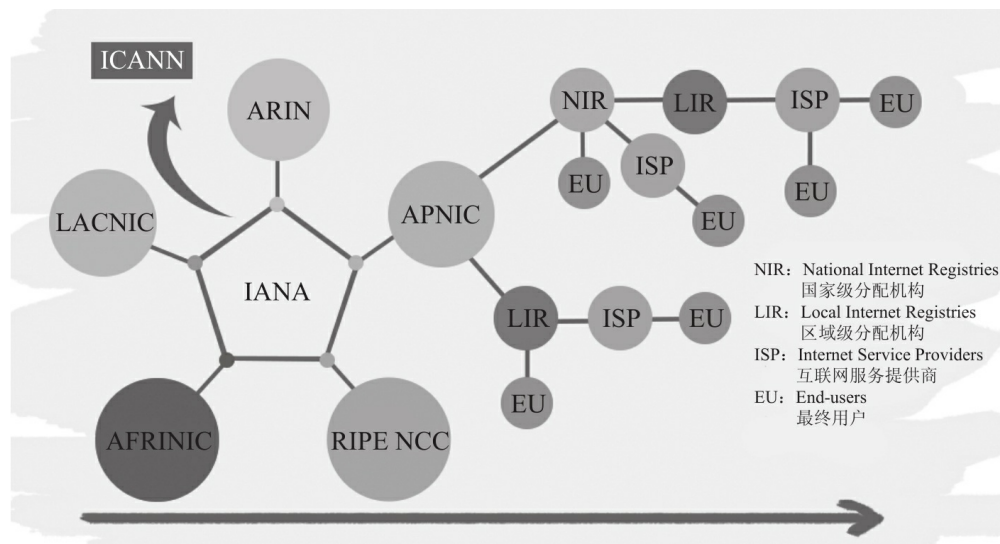 ICANN
ARIN
LACNIC
IANA
AFRINIC
RIPE NCC
APNIC
NIR
LIR
ISP
EU
EU
ISP
EU
EU
LIR
ISP
EU
EU
NIR：National Internet Registries
国家级分配机构
LIR：Local Internet Registries
区域级分配机构
ISP：Internet Service Providers
互联网服务提供商
EU：End-users
最终用户